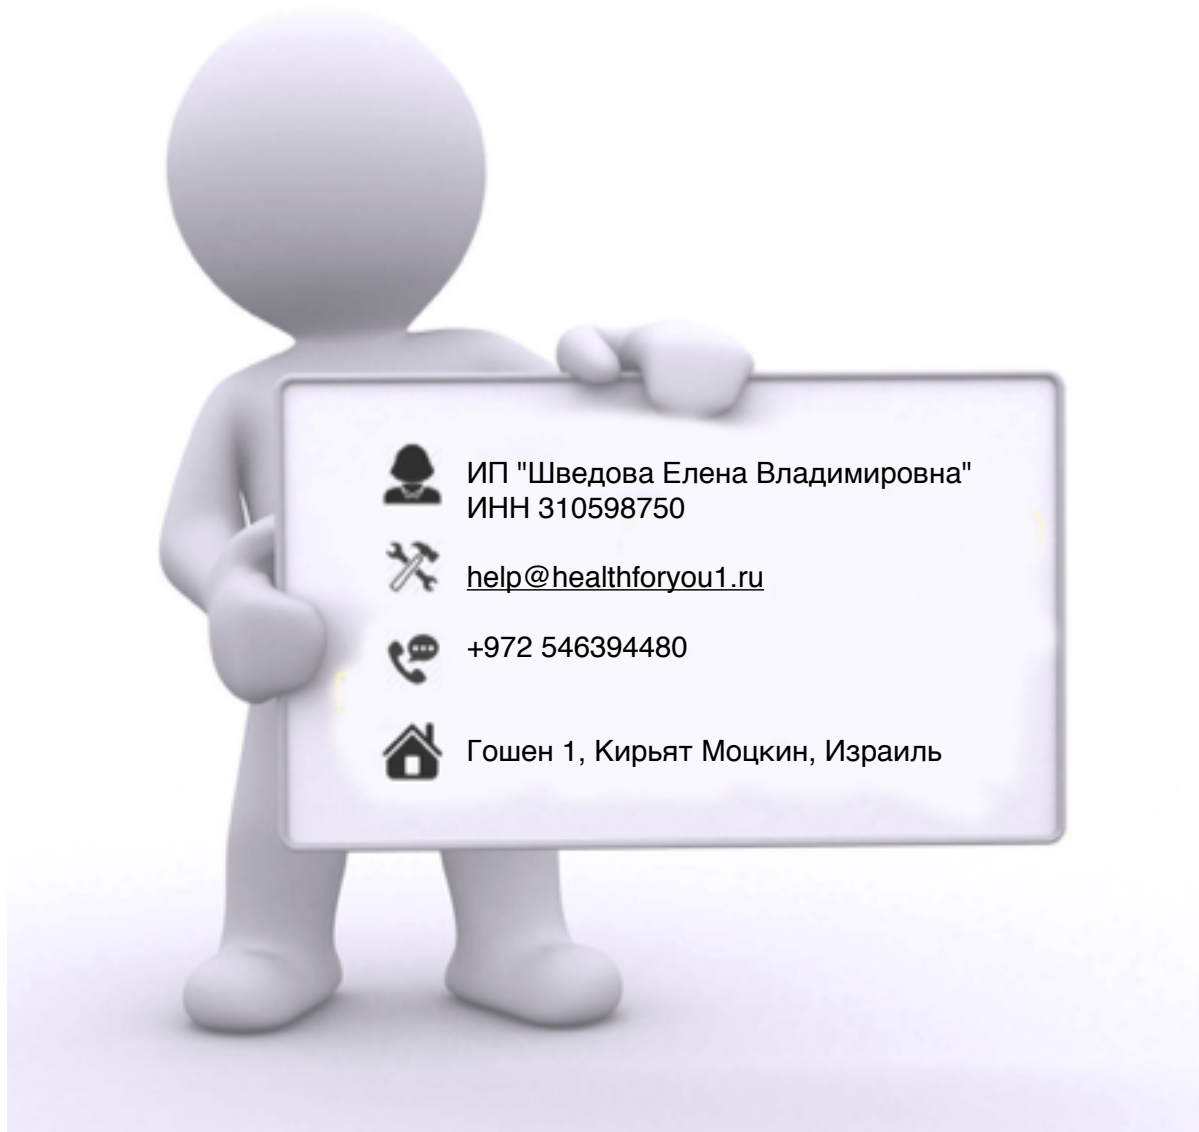 ИП "Шведова Елена Владимировна"
ИНН 310598750
help@healthforyou1.ru
+972 546394480
Гошен 1, Кирьят Моцкин, Израиль